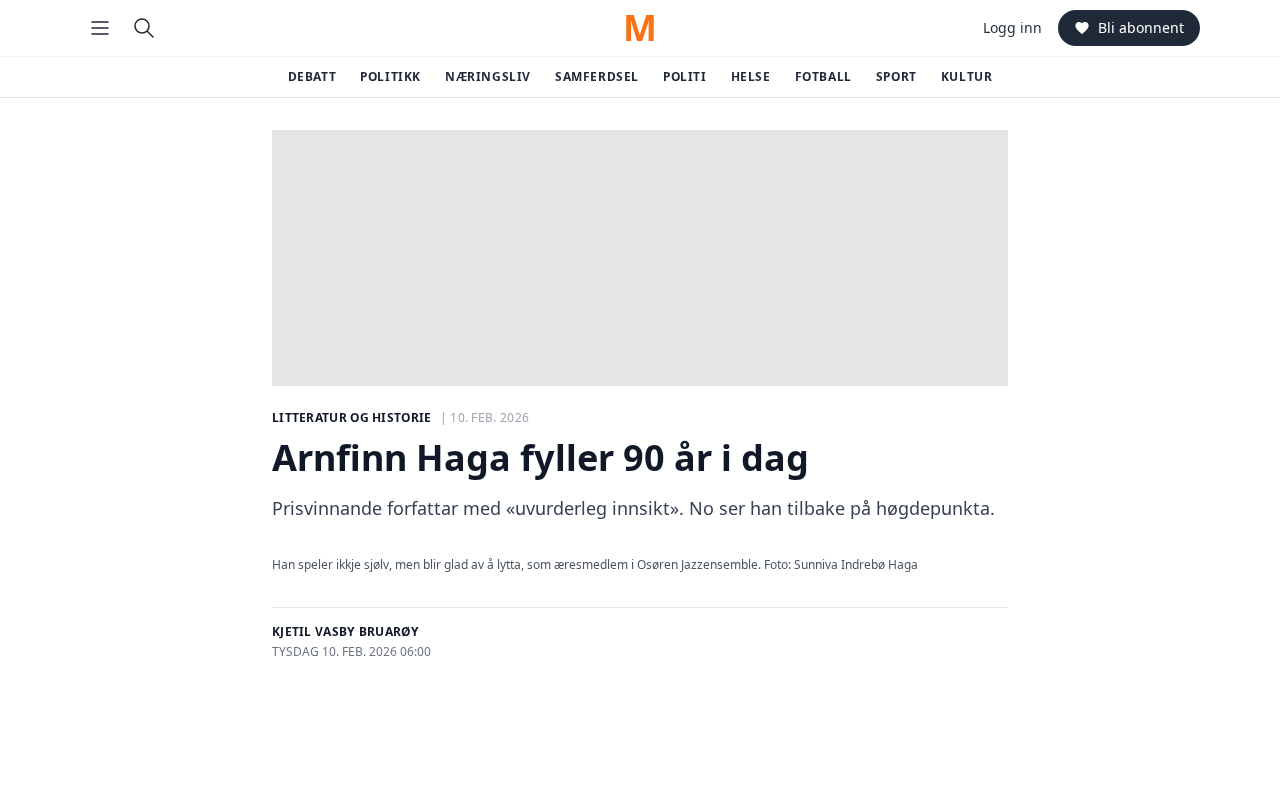 M
Logg inn
Bli abonnent
DEBATT POLITIKK NÆRINGSLIV SAMFERDSEL POLITI HELSE FOTBALL SPORT KULTUR
LITTERATUR OG HISTORIE | 10. FEB. 2026
Arnfinn Haga fyller 90 år i dag
Prisvinnande forfattar med «uvurderleg innsikt». No ser han tilbake på høgdepunkta.
Han speler ikkje sjølv, men blir glad av å lytta, som æresmedlem i Osøren Jazzensemble. Foto: Sunniva Indrebø Haga
KJETIL VASBY BRUARØY
TYSDAG 10. FEB. 2026 06:00